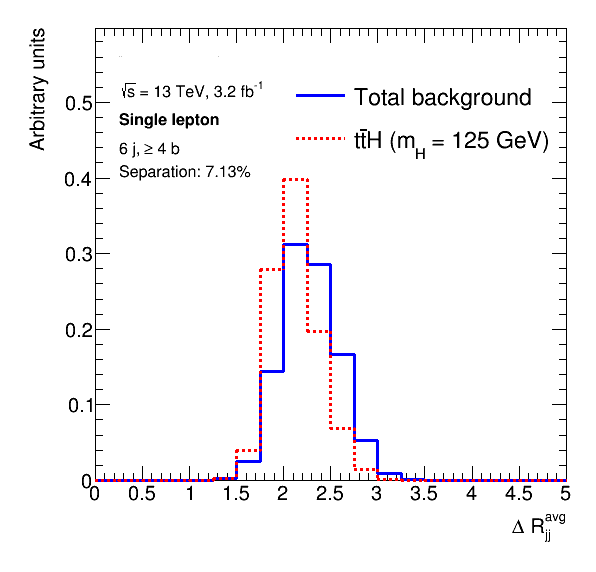 Arbitrary units
√s = 13 TeV, 3.2 fb⁻¹
Single lepton
6 j, ≥ 4 b
Separation: 7.13%
Total background
tt̄H (m_H = 125 GeV)
0.5
0.4
0.3
0.2
0.1
0
0 0.5 1 1.5 2 2.5 3 3.5 4 4.5 5
Δ R_jj^avg